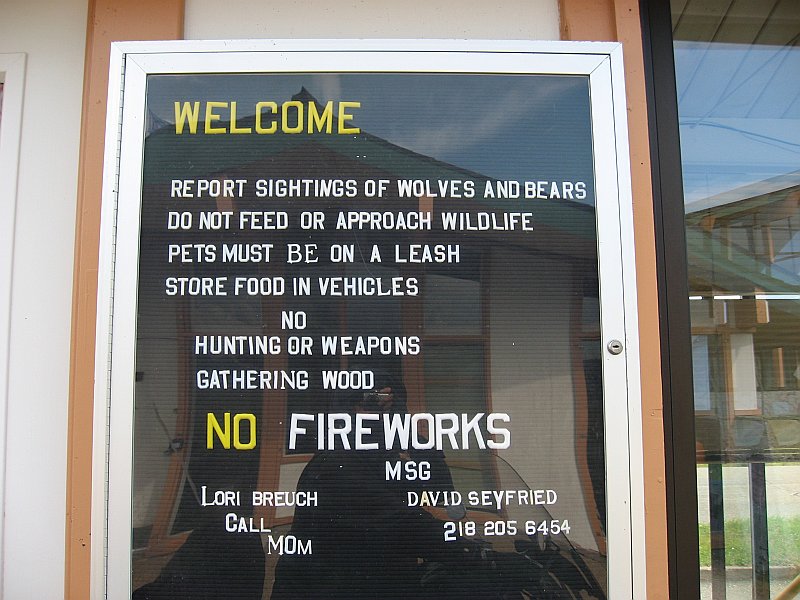 WELCOME
REPORT SIGHTINGS OF WOLVES AND BEARS
DO NOT FEED OR APPROACH WILDLIFE
PETS MUST BE ON A LEASH
STORE FOOD IN VEHICLES
NO
HUNTING OR WEAPONS
GATHERING WOOD
NO FIREWORKS
MSG
LORI BREUCH DAVID SEYFRIED
CALL 218 205 6454
MOM